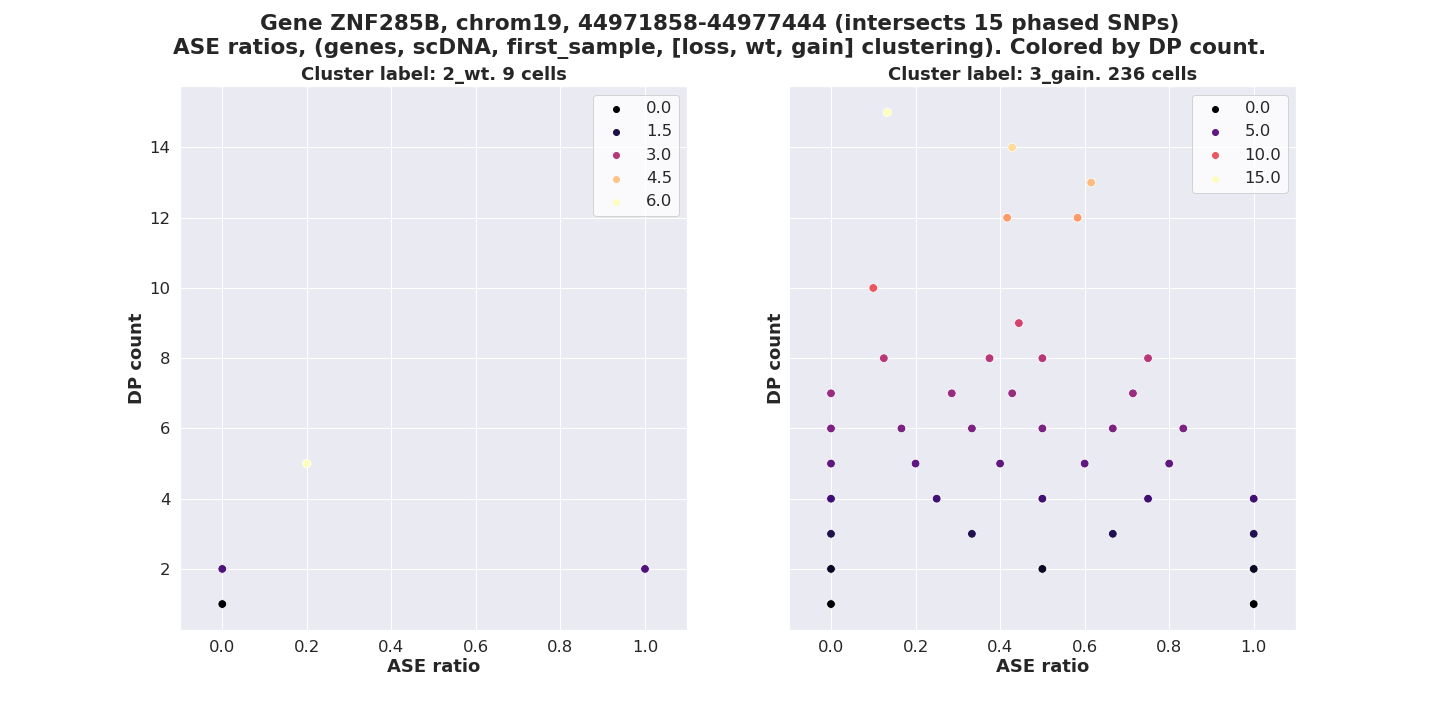 Gene ZNF285B, chrom19, 44971858-44977444 (intersects 15 phased SNPs)
ASE ratios, (genes, scDNA, first_sample, [loss, wt, gain] clustering). Colored by DP count.
Cluster label: 2_wt. 9 cells
0.0
1.5
3.0
4.5
6.0
14
12
10
8
6
4
2
DP count
0.0 0.2 0.4 0.6 0.8 1.0
ASE ratio
Cluster label: 3_gain. 236 cells
0.0
5.0
10.0
15.0
DP count
0.0 0.2 0.4 0.6 0.8 1.0
ASE ratio